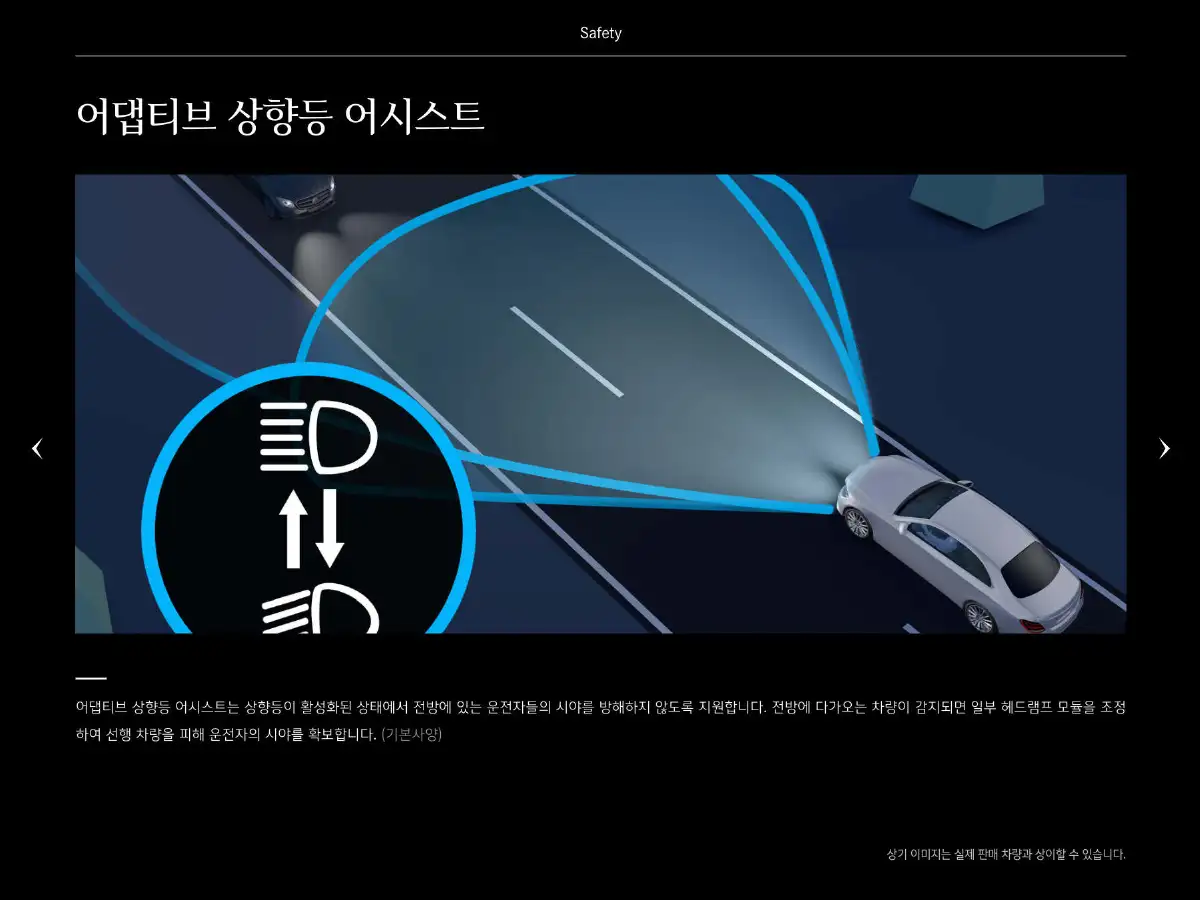 Safety
어댑티브 상향등 어시스트
어댑티브 상향등 어시스트는 상향등이 활성화된 상태에서 전방에 있는 운전자들의 시야를 방해하지 않도록 지원합니다. 전방에 다가오는 차량이 감지되면 일부 헤드램프 모듈을 조정
하여 선행 차량을 피해 운전자의 시야를 확보합니다. (기본사양)
상기 이미지는 실제 판매 차량과 상이할 수 있습니다.